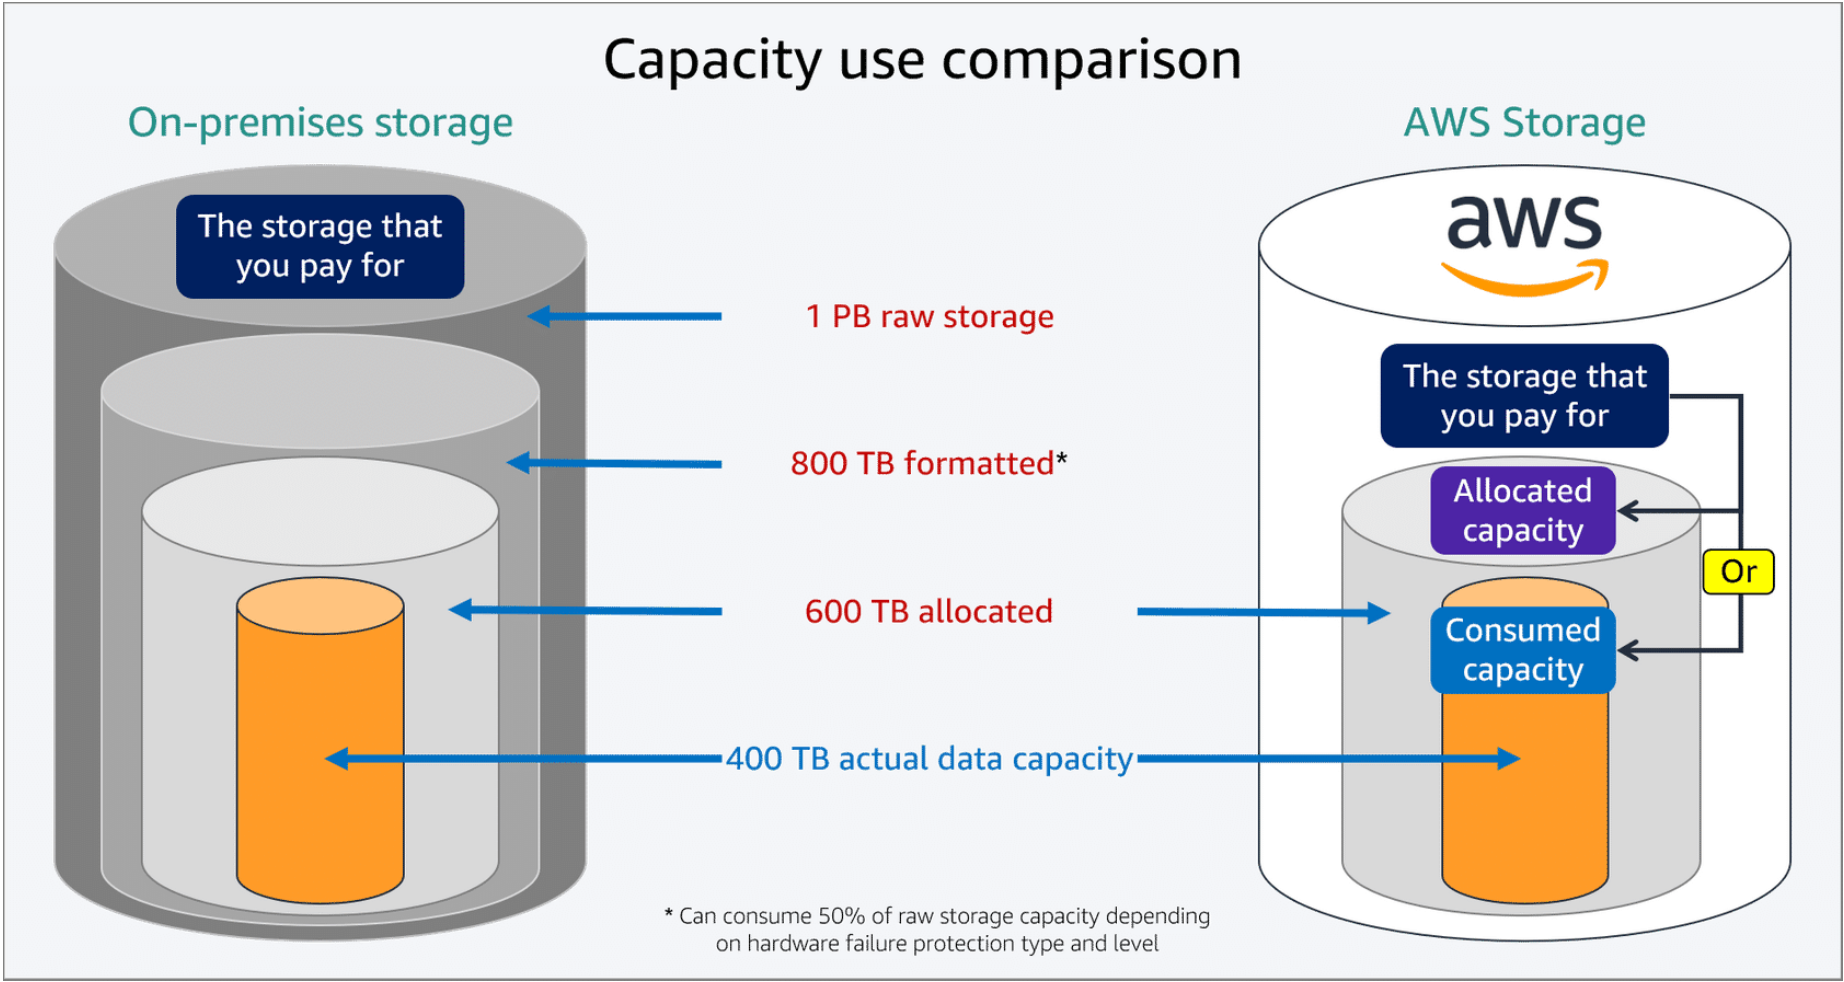 Capacity use comparison
On-premises storage
AWS Storage
The storage that
you pay for
aws
1 PB raw storage
The storage that
you pay for
800 TB formatted*
Allocated
capacity
Or
600 TB allocated
Consumed
capacity
400 TB actual data capacity
* Can consume 50% of raw storage capacity depending
on hardware failure protection type and level